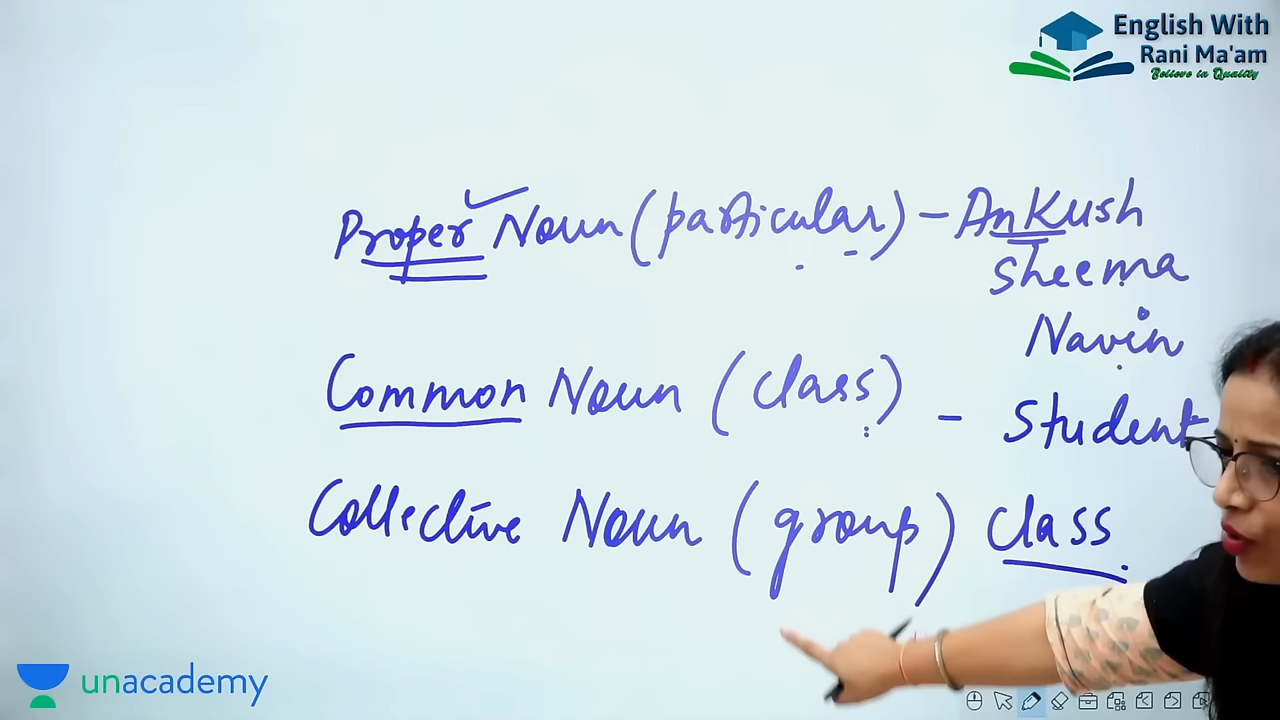 English With
Rani Ma'am
Believe in Quality
Proper Noun (particular) - Ankush
Sheema
Navin
Common Noun (class) - Student
Collective Noun (group) Class
unacademy